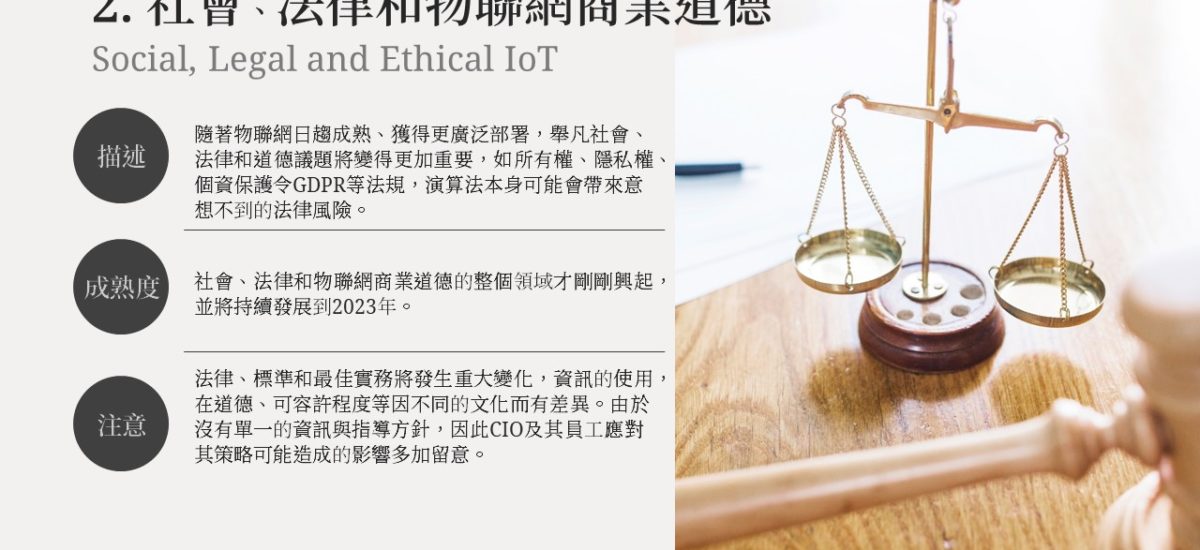 2. 社會、法律和物聯網商業道德
Social, Legal and Ethical IoT
描述
隨著物聯網日趨成熟、獲得更廣泛部署，舉凡社會、
法律和道德議題將變得更加重要，如所有權、隱私權、
個資保護令GDPR等法規，演算法本身可能會帶來意
想不到的法律風險。
成熟度
社會、法律和物聯網商業道德的整個領域才剛剛興起，
並將持續發展到2023年。
注意
法律、標準和最佳實務將發生重大變化，資訊的使用，
在道德、可容許程度等因不同的文化而有差異。由於
沒有單一的資訊與指導方針，因此CIO及其員工應對
其策略可能造成的影響多加留意。